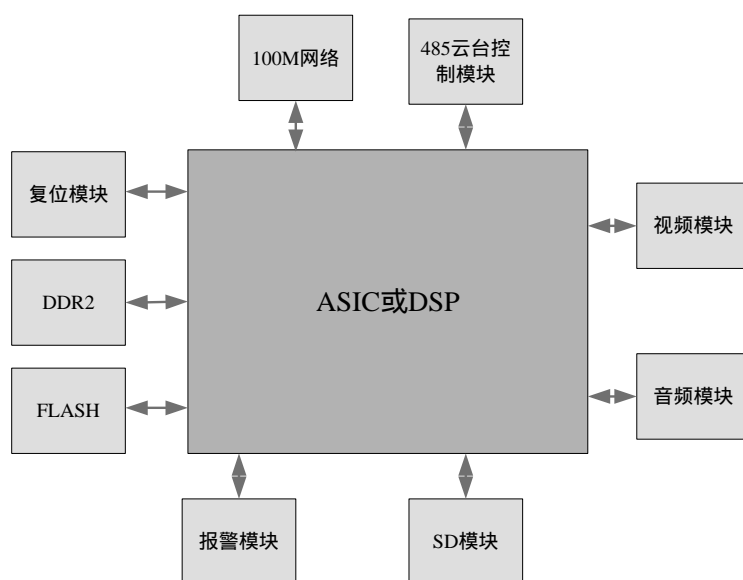 100M网络
485云台控
制模块
复位模块
视频模块
DDR2
ASIC或DSP
FLASH
音频模块
报警模块
SD模块